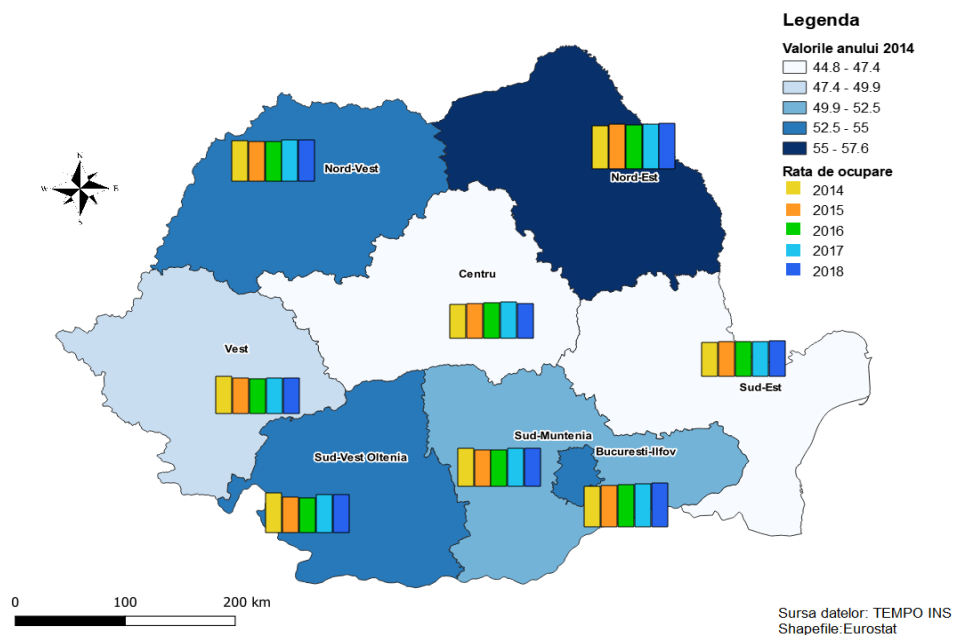 Legenda
Valorile anului 2014
44.8 - 47.4
47.4 - 49.9
49.9 - 52.5
52.5 - 55
55 - 57.6
Rata de ocupare
2014
2015
2016
2017
2018
N
W
E
S
Nord-Vest
Nord-Est
Centru
Vest
Sud-Est
Sud-Vest Oltenia
Sud-Muntenia
Bucuresti-Ilfov
0 100 200 km
Sursa datelor: TEMPO INS
Shapefile:Eurostat